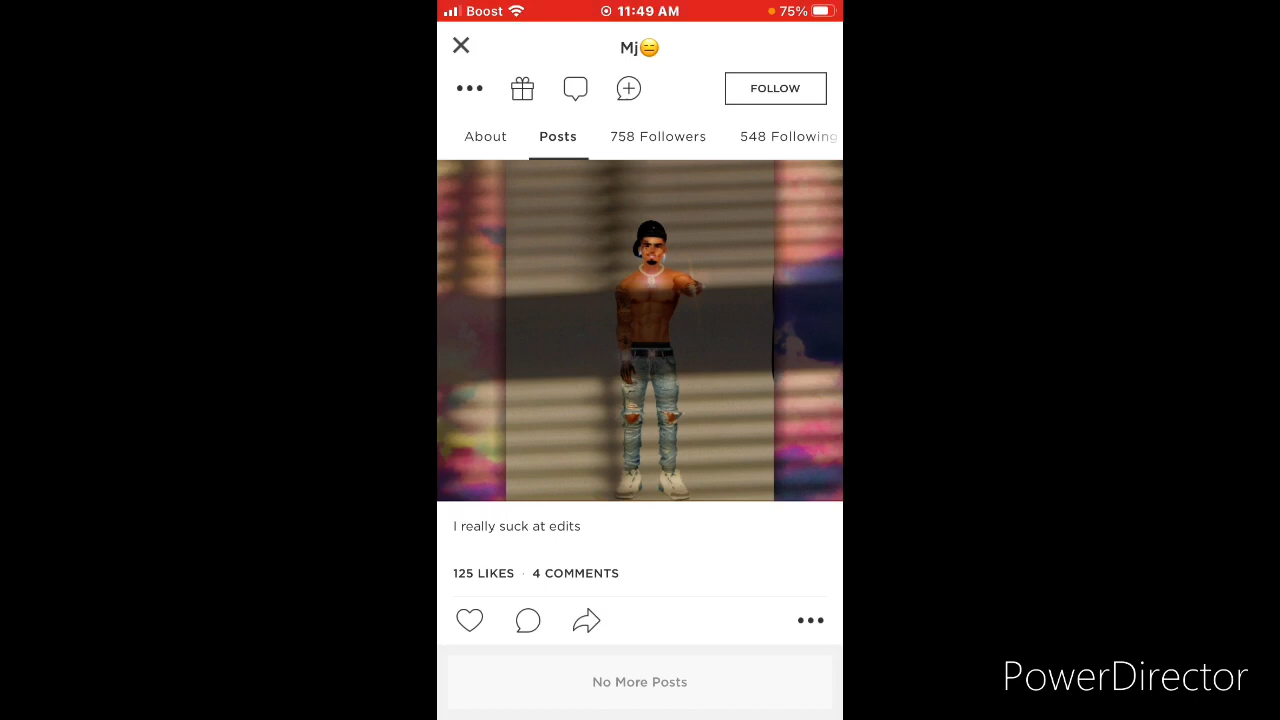 Boost 11:49 AM 75%
Mj😑
FOLLOW
About Posts 758 Followers 548 Following
I really suck at edits
125 LIKES · 4 COMMENTS
No More Posts
PowerDirector